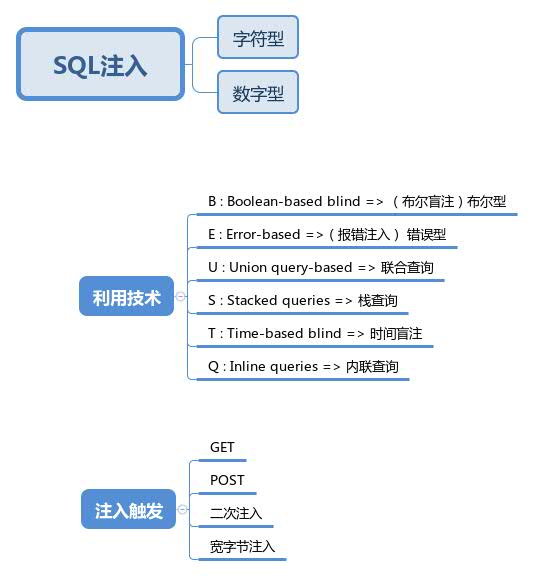 SQL注入
字符型
数字型
利用技术
B : Boolean-based blind => （布尔盲注）布尔型
E : Error-based =>（报错注入） 错误型
U : Union query-based => 联合查询
S : Stacked queries => 栈查询
T : Time-based blind => 时间盲注
Q : Inline queries => 内联查询
注入触发
GET
POST
二次注入
宽字节注入